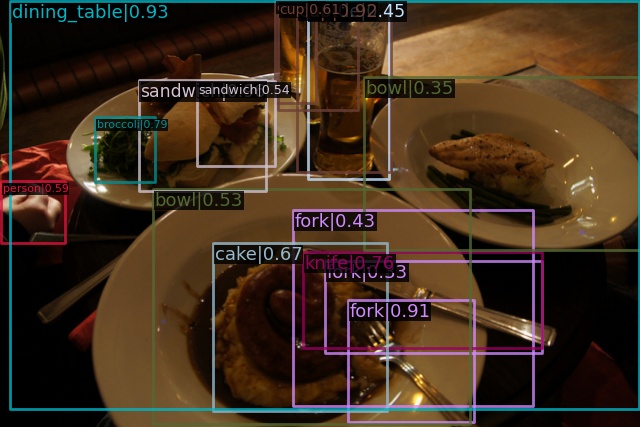 dining_table|0.93
cup|0.61
0.45
sandw
sandwich|0.54
bowl|0.35
broccoli|0.79
person|0.59
bowl|0.53
fork|0.43
cake|0.67
knife|0.76
fork|0.33
fork|0.91